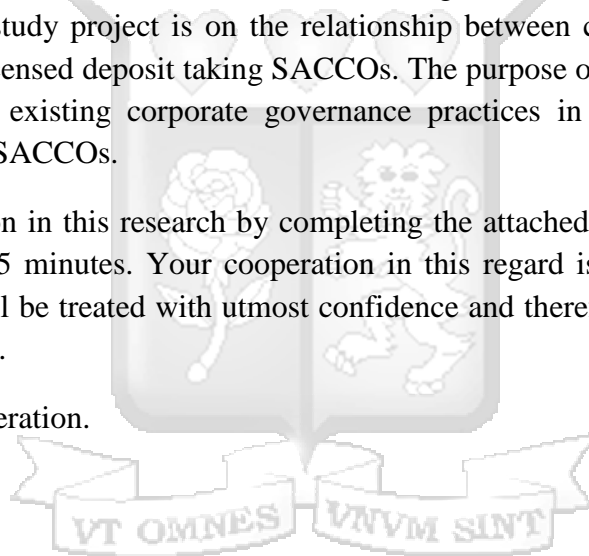 study project is on the relationship between c
ensed deposit taking SACCOs. The purpose o
existing corporate governance practices in
SACCOs.
on in this research by completing the attached
5 minutes. Your cooperation in this regard is
l be treated with utmost confidence and there
.
eration.
VT OMNES VNVM SINT